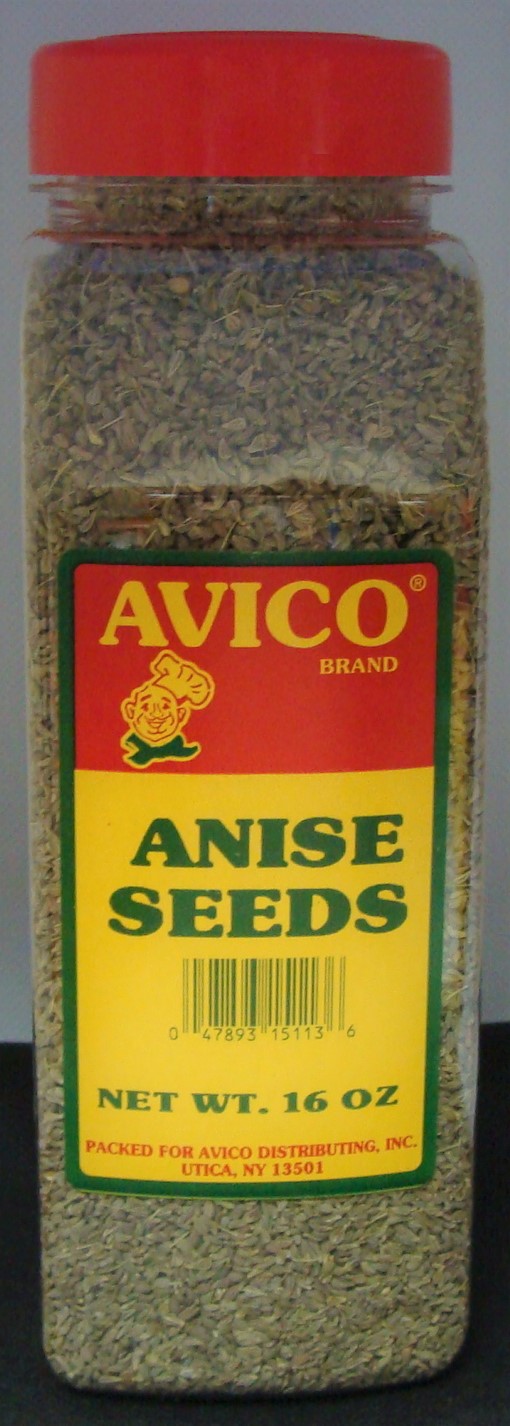 AVICO®
BRAND
ANISE
SEEDS
0 47893 15113 6
NET WT. 16 OZ
PACKED FOR AVICO DISTRIBUTING, INC.
UTICA, NY 13501